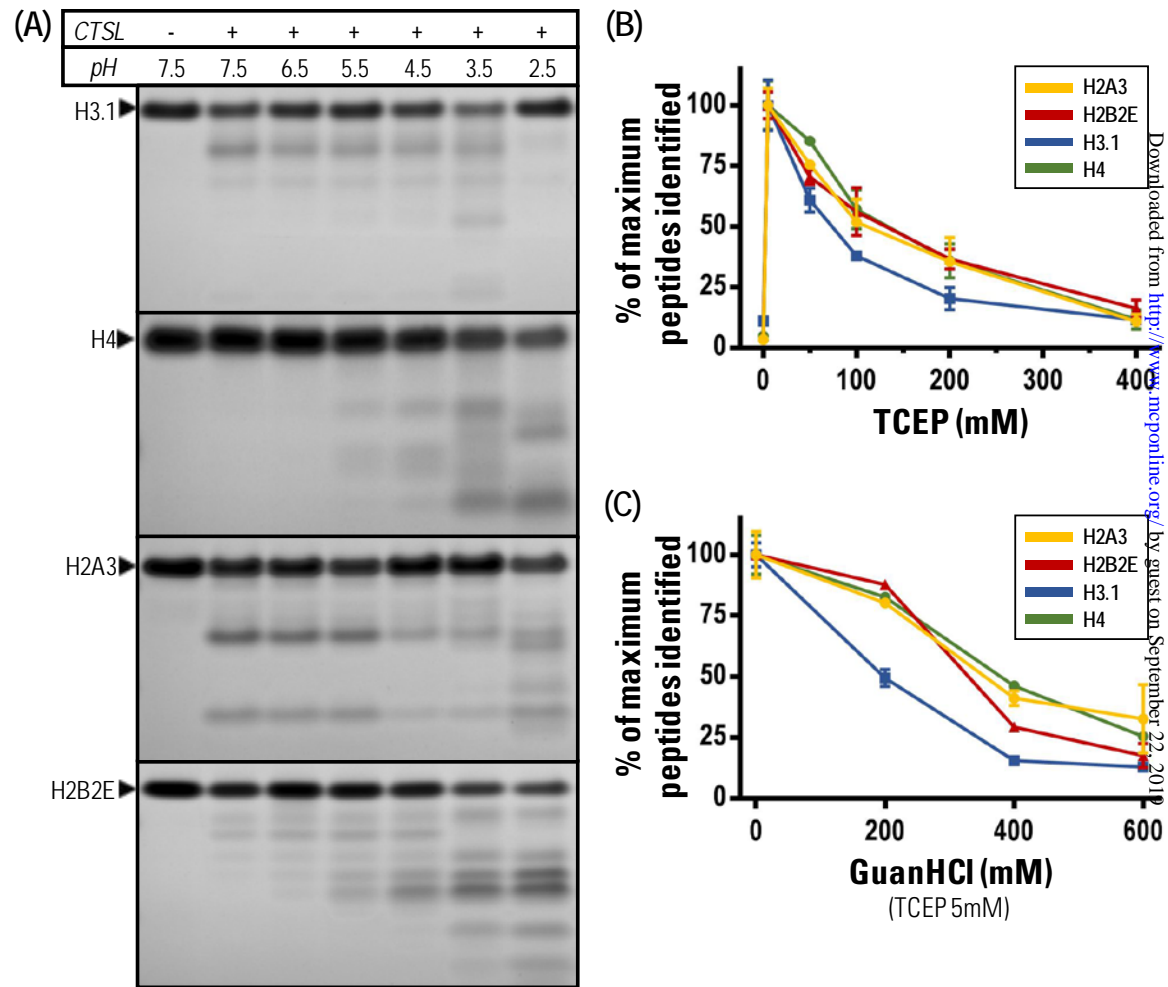 (A)
CTSL - + + + + + +
pH 7.5 7.5 6.5 5.5 4.5 3.5 2.5
H3.1
H4
H2A3
H2B2E
(B)
% of maximum
peptides identified
100
75
50
25
0
0 100 200 300 400
TCEP (mM)
H2A3
H2B2E
H3.1
H4
(C)
% of maximum
peptides identified
100
75
50
25
0
0 200 400 600
GuanHCl (mM)
(TCEP 5mM)
H2A3
H2B2E
H3.1
H4
Downloaded from http://www.mcponline.org/ by guest on September 22, 2019